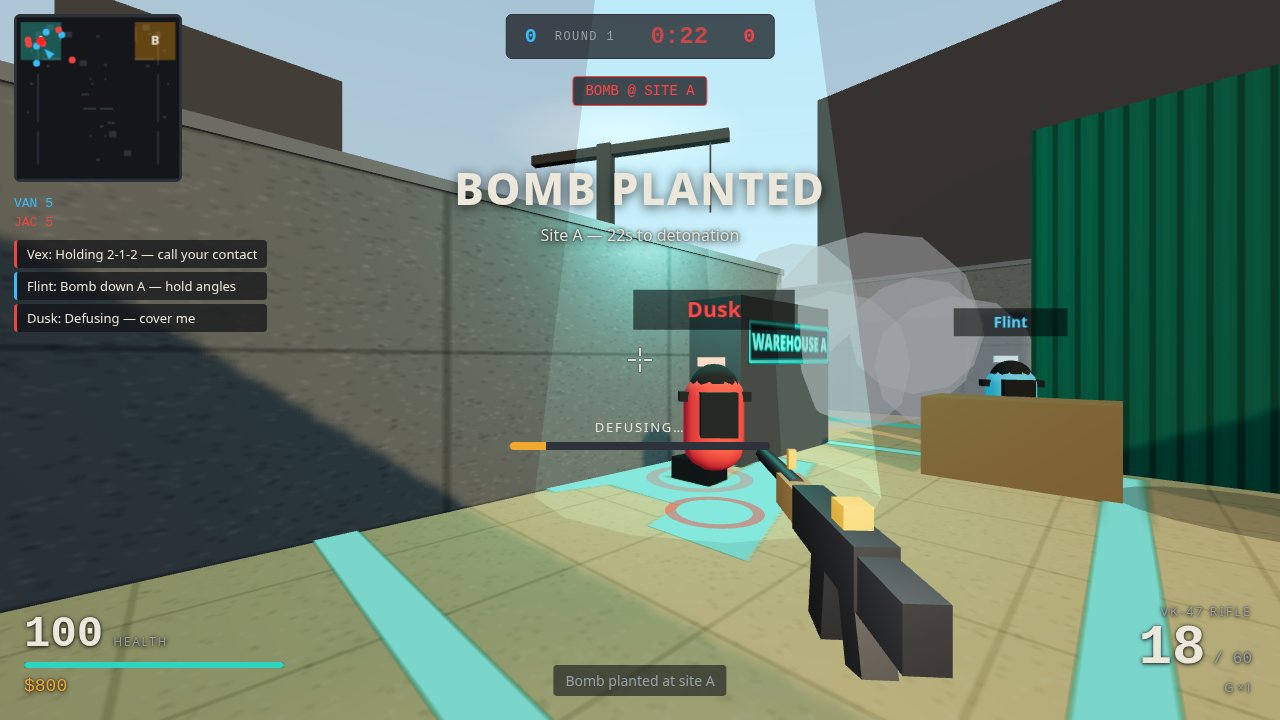 B
0 ROUND 1 0:22 0
BOMB @ SITE A
BOMB PLANTED
Site A — 22s to detonation
VAN 5
JAC 5
Vex: Holding 2-1-2 — call your contact
Flint: Bomb down A — hold angles
Dusk: Defusing — cover me
Dusk
Flint
WAREHOUSE A
DEFUSING…
100 HEALTH
$800
Bomb planted at site A
VK-47 RIFLE
18 / 60
G×1